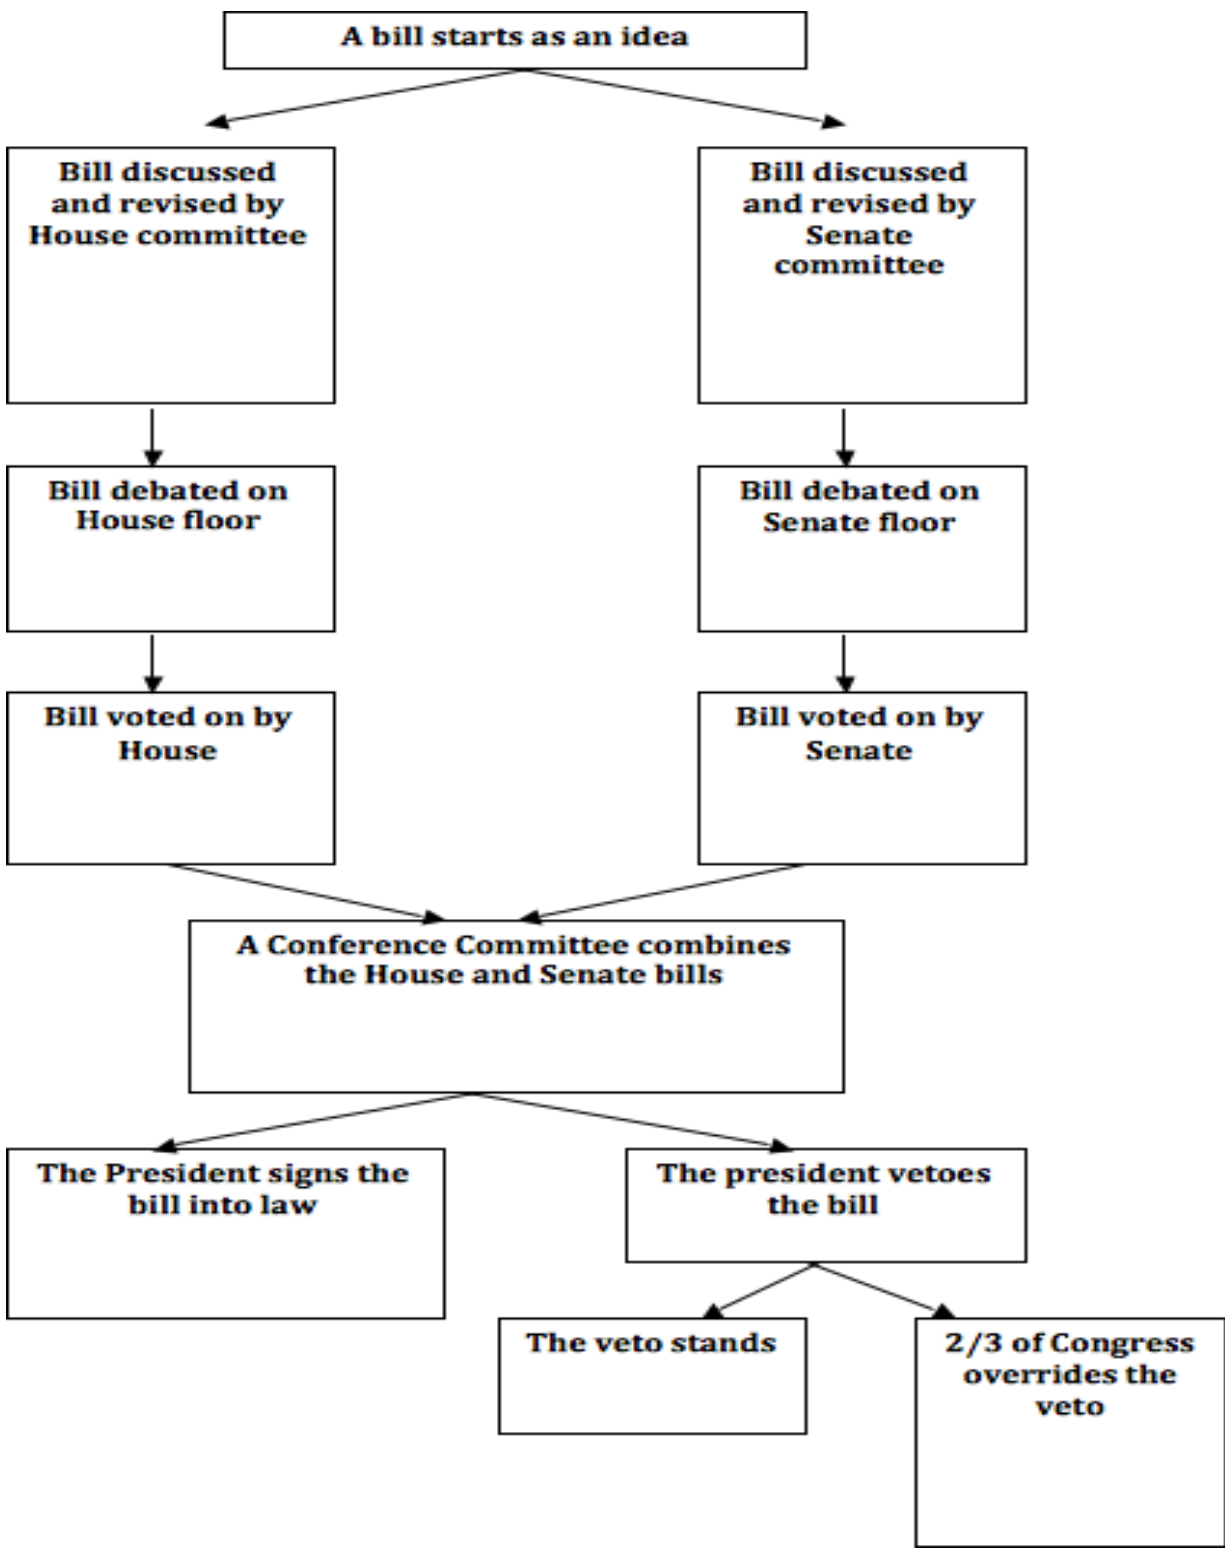 A bill starts as an idea
Bill discussed
and revised by
House committee
Bill discussed
and revised by
Senate
committee
Bill debated on
House floor
Bill debated on
Senate floor
Bill voted on by
House
Bill voted on by
Senate
A Conference Committee combines
the House and Senate bills
The President signs the
bill into law
The president vetoes
the bill
The veto stands
2/3 of Congress
overrides the
veto